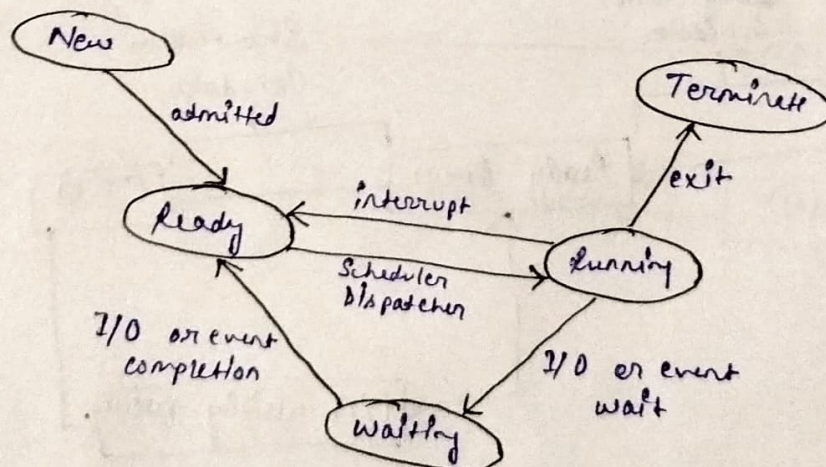 New
Terminate
admitted
exit
interrupt
Ready
Running
Scheduler
Dispatcher
I/O or event
completion
I/O or event
wait
Waiting